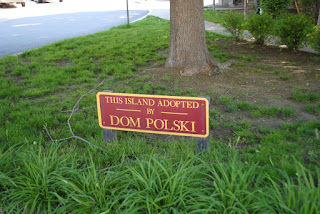 THIS ISLAND ADOPTED
BY
DOM POLSKI